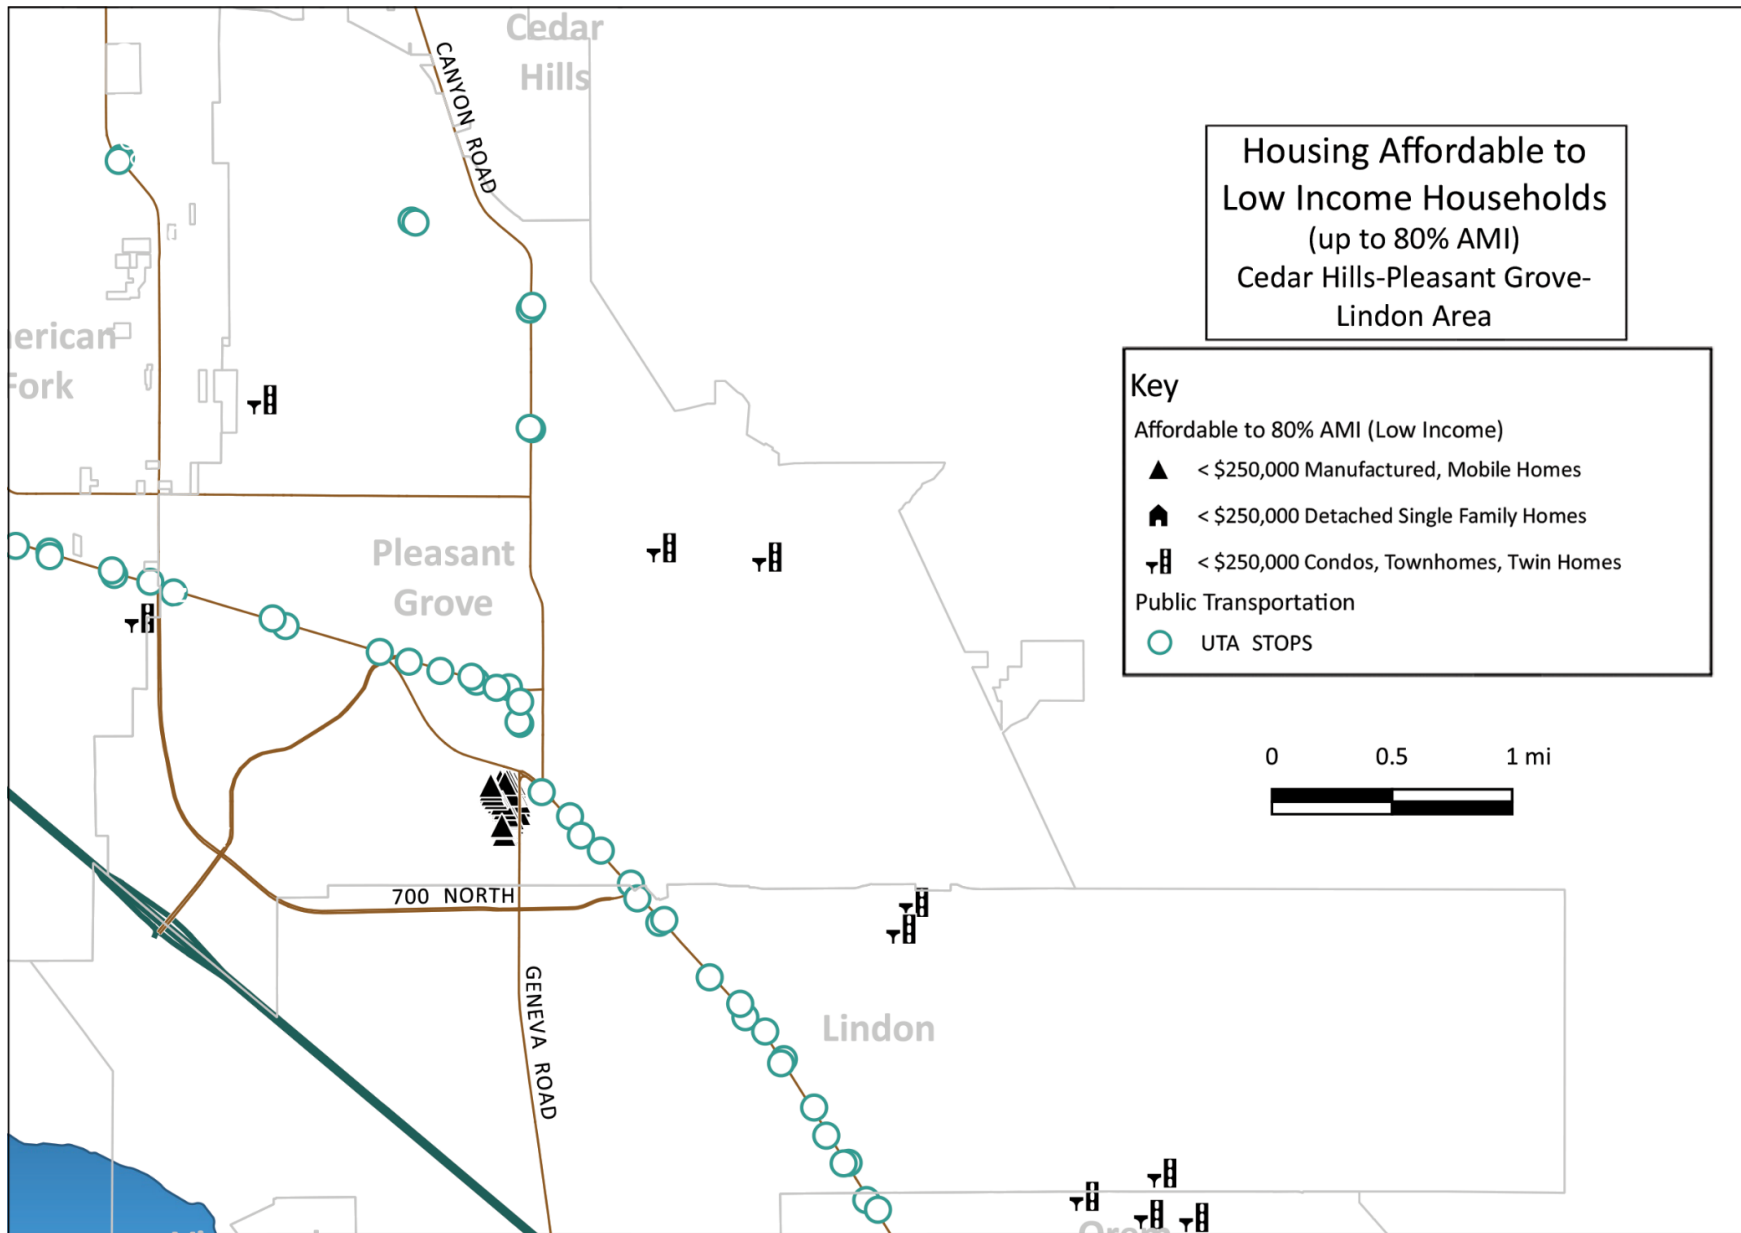 Cedar
Hills
CANYON ROAD
Housing Affordable to
Low Income Households
(up to 80% AMI)
Cedar Hills-Pleasant Grove-
Lindon Area
erican
Fork
Key
Affordable to 80% AMI (Low Income)
< $250,000 Manufactured, Mobile Homes
< $250,000 Detached Single Family Homes
< $250,000 Condos, Townhomes, Twin Homes
Public Transportation
UTA STOPS
Pleasant
Grove
0 0.5 1 mi
700 NORTH
GENEVA ROAD
Lindon
Orem